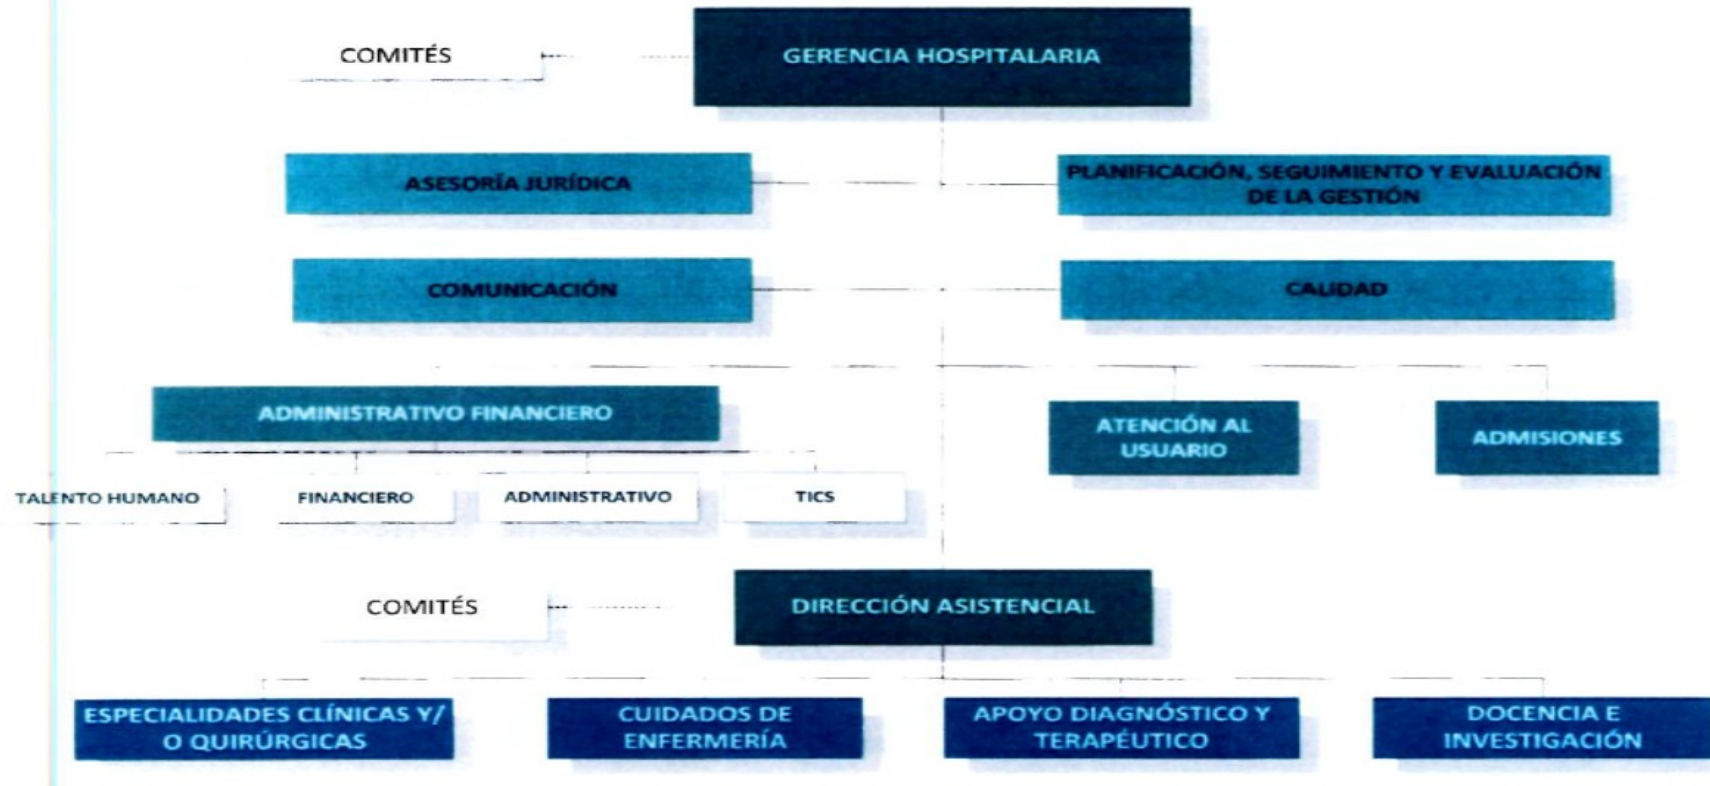 COMITÉS
GERENCIA HOSPITALARIA
ASESORÍA JURÍDICA
PLANIFICACIÓN, SEGUIMIENTO Y EVALUACIÓN
DE LA GESTIÓN
COMUNICACIÓN
CALIDAD
ADMINISTRATIVO FINANCIERO
ATENCIÓN AL
USUARIO
ADMISIONES
TALENTO HUMANO
FINANCIERO
ADMINISTRATIVO
TICS
COMITÉS
DIRECCIÓN ASISTENCIAL
ESPECIALIDADES CLÍNICAS Y/
O QUIRÚRGICAS
CUIDADOS DE
ENFERMERÍA
APOYO DIAGNÓSTICO Y
TERAPÉUTICO
DOCENCIA E
INVESTIGACIÓN